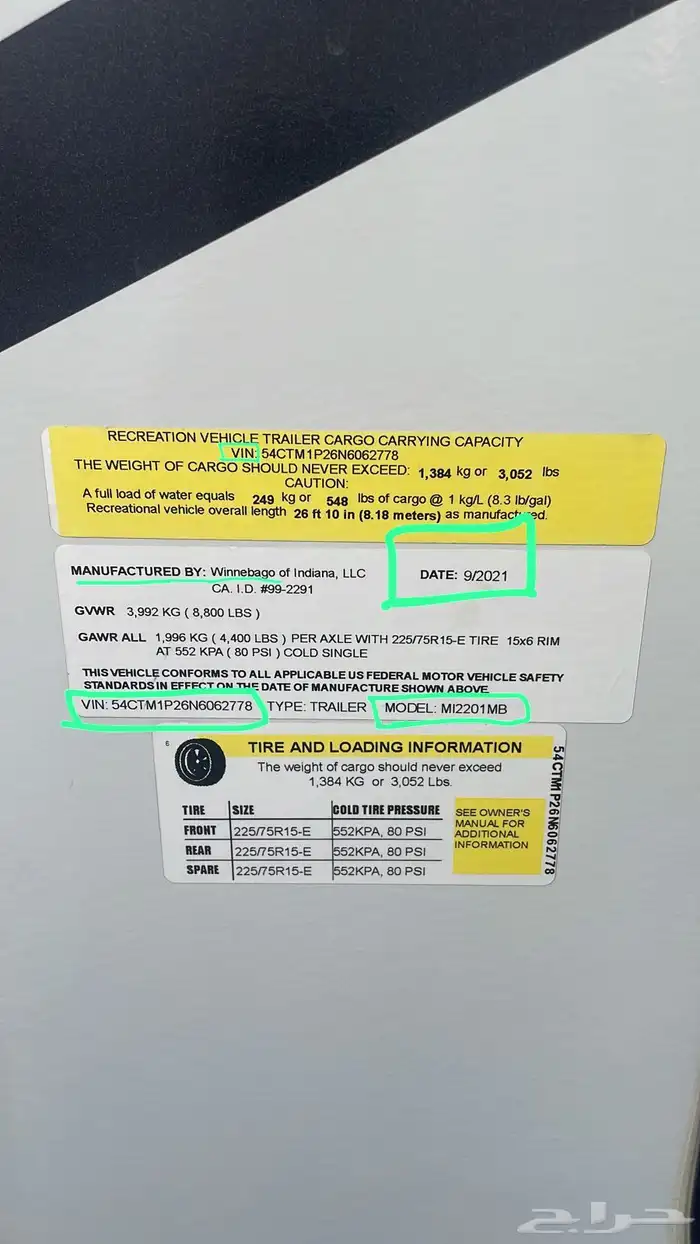 RECREATION VEHICLE TRAILER CARGO CARRYING CAPACITY
VIN: 54CTM1P26N6062778
THE WEIGHT OF CARGO SHOULD NEVER EXCEED: 1,384 kg or 3,052 lbs
CAUTION:
A full load of water equals 249 kg or 548 lbs of cargo @ 1 kg/L (8.3 lb/gal)
Recreational vehicle overall length 26 ft 10 in (8.18 meters) as manufactured.
MANUFACTURED BY: Winnebago of Indiana, LLC DATE: 9/2021
CA. I.D. #99-2291
GVWR 3,992 KG ( 8,800 LBS )
GAWR ALL 1,996 KG ( 4,400 LBS ) PER AXLE WITH 225/75R15-E TIRE 15x6 RIM
AT 552 KPA ( 80 PSI ) COLD SINGLE
THIS VEHICLE CONFORMS TO ALL APPLICABLE US FEDERAL MOTOR VEHICLE SAFETY
STANDARDS IN EFFECT ON THE DATE OF MANUFACTURE SHOWN ABOVE
VIN: 54CTM1P26N6062778 TYPE: TRAILER MODEL: MI2201MB
6
TIRE AND LOADING INFORMATION
The weight of cargo should never exceed
1,384 KG or 3,052 Lbs.
TIRE SIZE COLD TIRE PRESSURE
FRONT 225/75R15-E 552KPA, 80 PSI
REAR 225/75R15-E 552KPA, 80 PSI
SPARE 225/75R15-E 552KPA, 80 PSI
SEE OWNER'S
MANUAL FOR
ADDITIONAL
INFORMATION
54CTM1P26N6062778
حراج